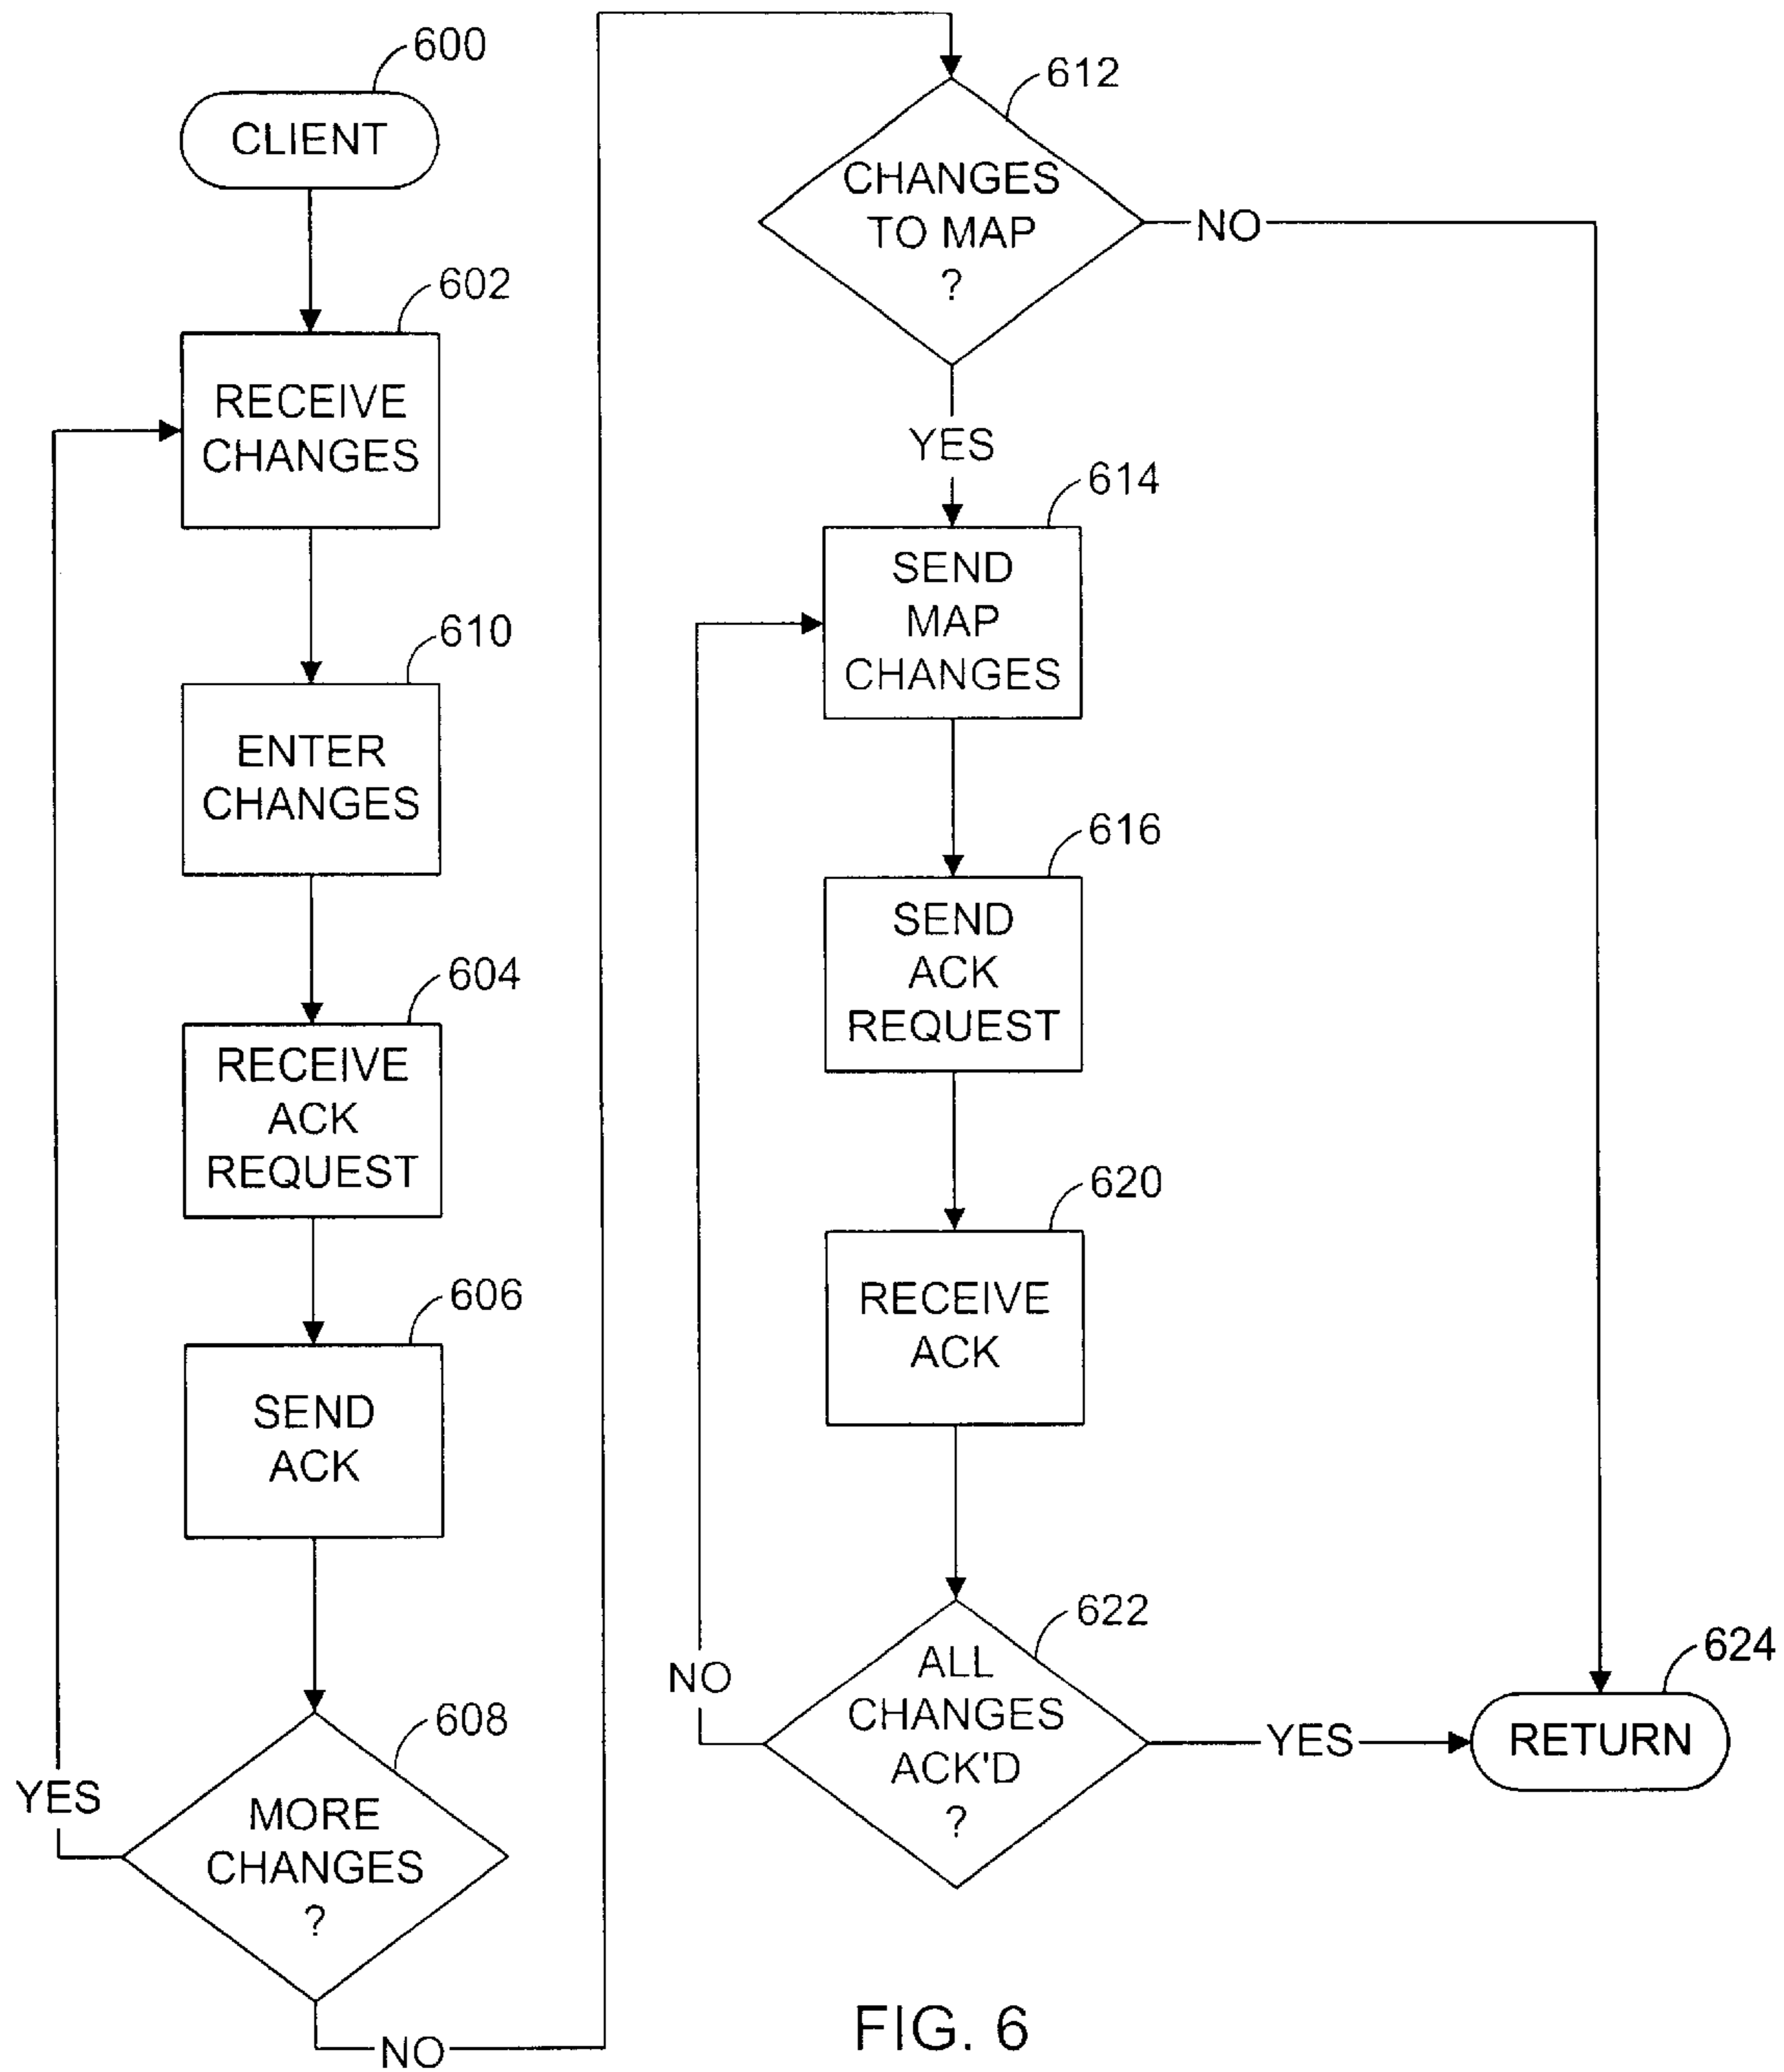 600
CLIENT
602
RECEIVE
CHANGES
610
ENTER
CHANGES
604
RECEIVE
ACK
REQUEST
606
SEND
ACK
608
MORE
CHANGES
?
YES
NO
612
CHANGES
TO MAP
?
NO
YES
614
SEND
MAP
CHANGES
616
SEND
ACK
REQUEST
620
RECEIVE
ACK
622
ALL
CHANGES
ACK'D
?
NO
YES
624
RETURN
FIG. 6